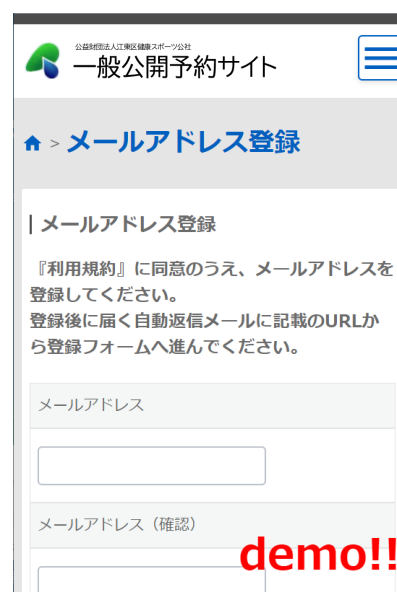 公益財団法人江東区健康スポーツ公社
一般公開予約サイト
> メールアドレス登録
メールアドレス登録
『利用規約』に同意のうえ、メールアドレスを
登録してください。
登録後に届く自動返信メールに記載のURLか
ら登録フォームへ進んでください。
メールアドレス
メールアドレス（確認）
demo!!